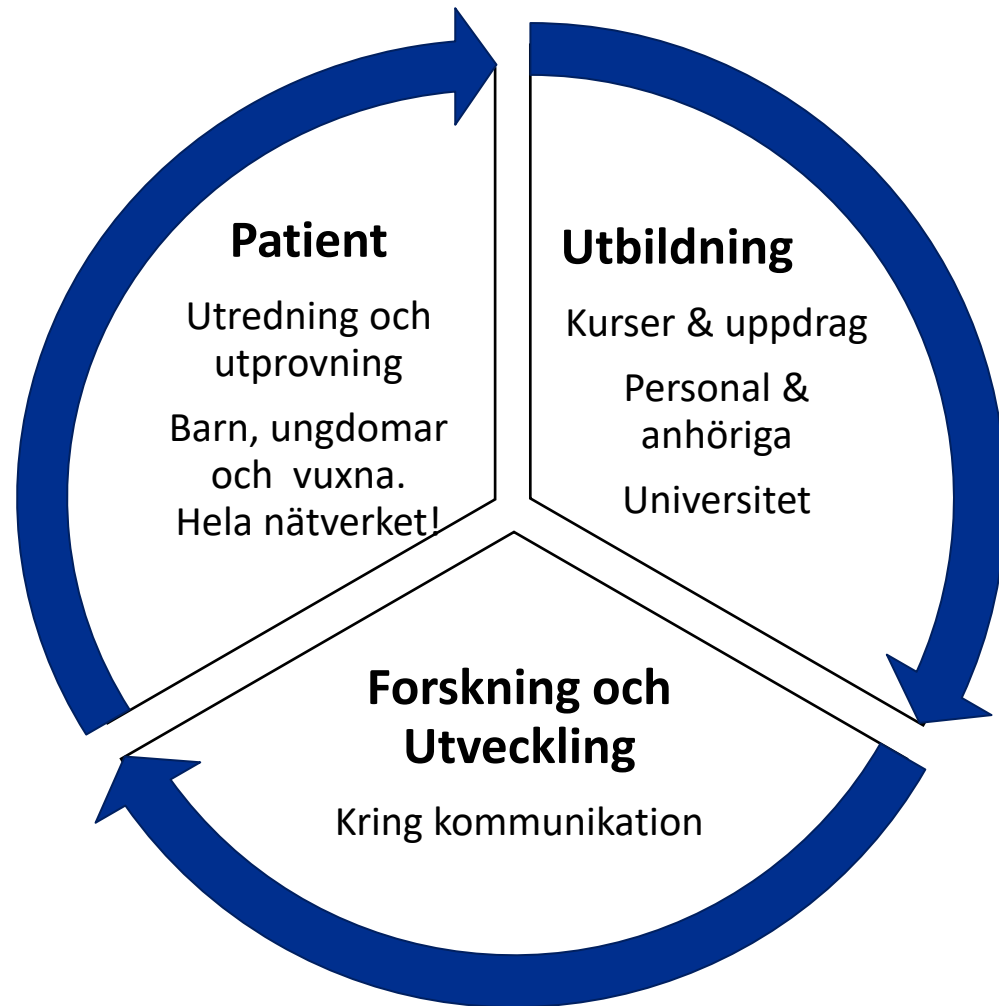 Patient
Utredning och
utprovning
Barn, ungdomar
och  vuxna.
Hela nätverket!
Utbildning
Kurser & uppdrag
Personal &
anhöriga
Universitet
Forskning och
Utveckling
Kring kommunikation